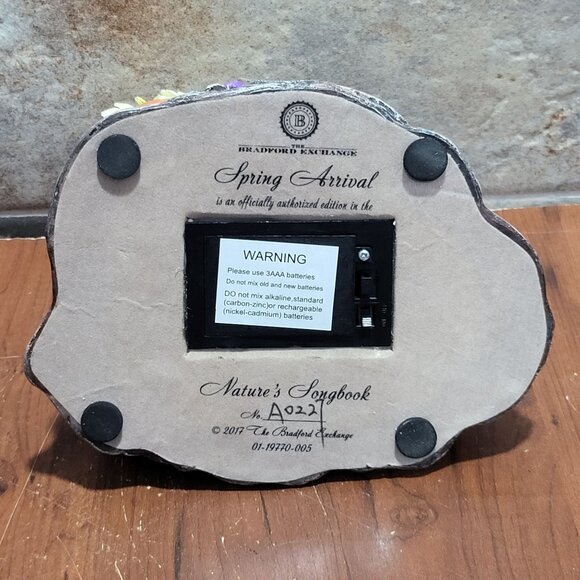 B
THE
BRADFORD EXCHANGE
Spring Arrival
is an officially authorized edition in the
WARNING
Please use 3AAA batteries
Do not mix old and new batteries
DO not mix alkaline,standard
(carbon-zinc)or rechargeable
(nickel-cadmium) batteries
Nature's Songbook
No. A0221
© 2017 The Bradford Exchange
01-19770-005